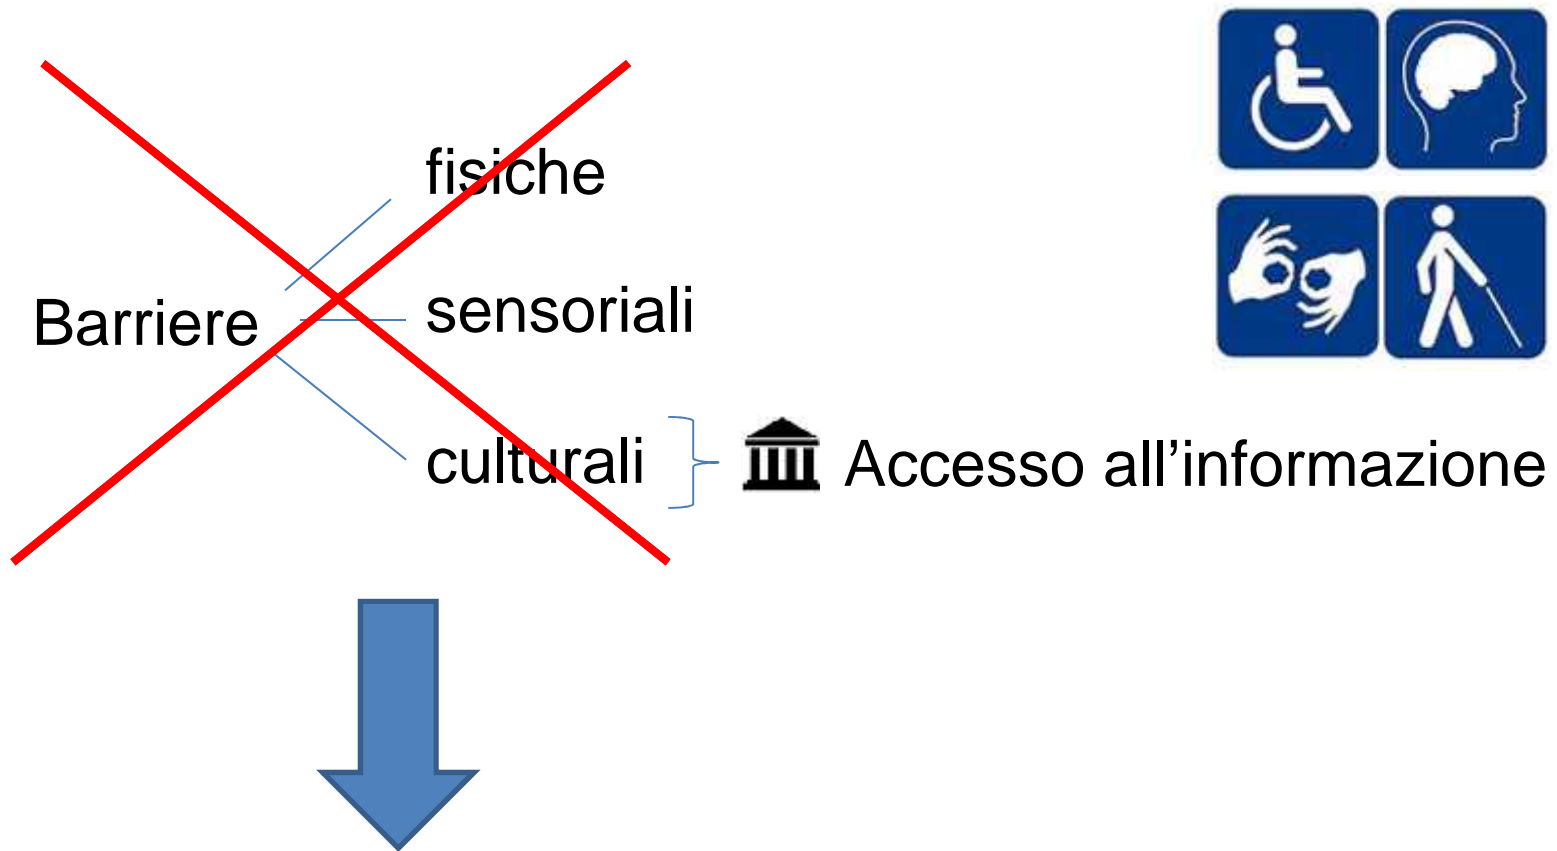 fisiche
Barriere
sensoriali
culturali
Accesso all’informazione